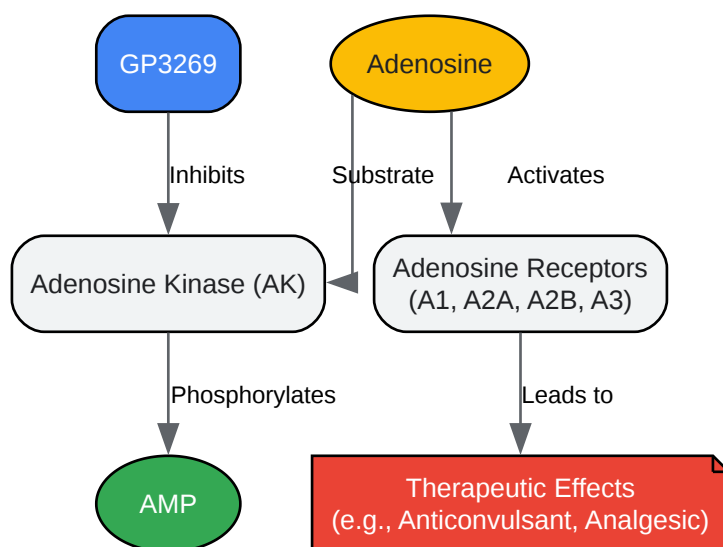 GP3269
Adenosine
Inhibits
Substrate
Activates
Adenosine Kinase (AK)
Adenosine Receptors
(A1, A2A, A2B, A3)
Phosphorylates
Leads to
AMP
Therapeutic Effects
(e.g., Anticonvulsant, Analgesic)